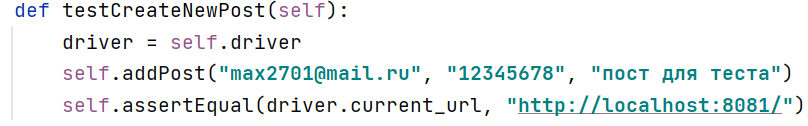 def testCreateNewPost(self):
    driver = self.driver
    self.addPost("max2701@mail.ru", "12345678", "пост для теста")
    self.assertEqual(driver.current_url, "http://localhost:8081/")